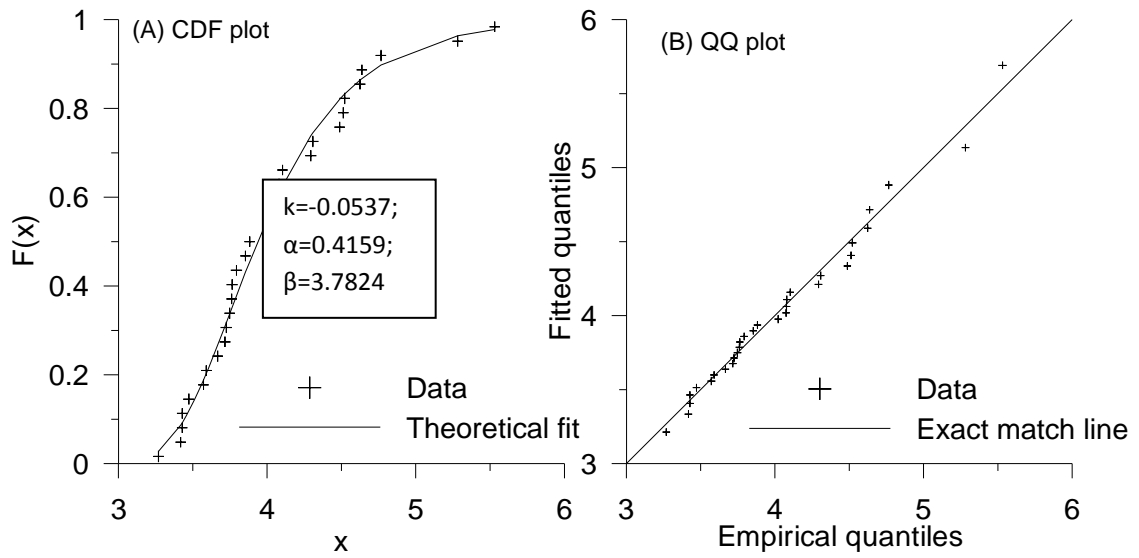 (A) CDF plot
1
0.8
0.6
0.4
0.2
0
F(x)
k=-0.0537;
α=0.4159;
β=3.7824
Data
Theoretical fit
3
4
5
6
x
(B) QQ plot
6
5
4
3
Fitted quantiles
Data
Exact match line
3
4
5
6
Empirical quantiles